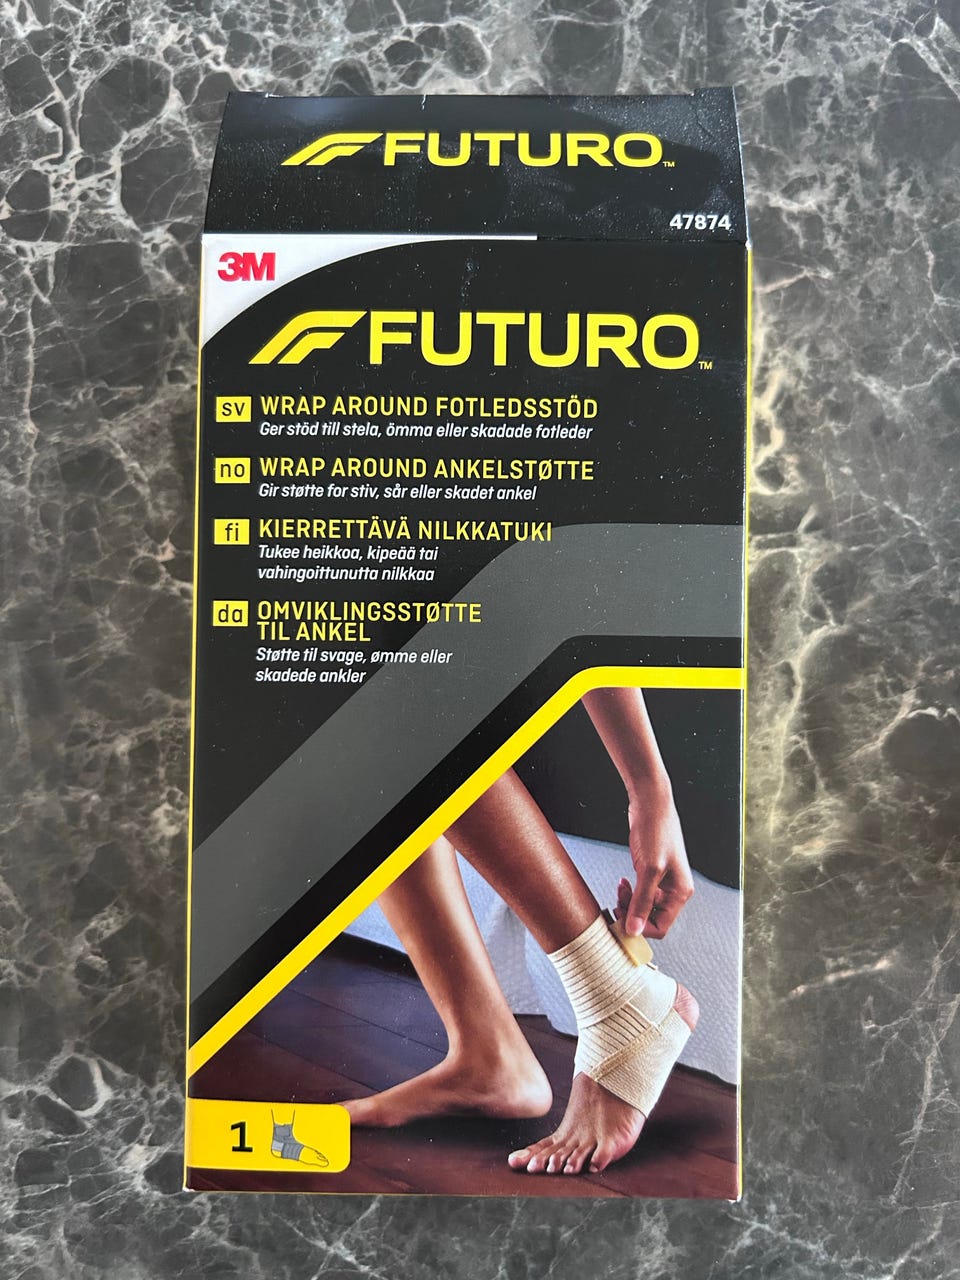 FUTURO™
47874
3M
FUTURO™
sv WRAP AROUND FOTLEDSSTÖD
Ger stöd till stela, ömma eller skadade fotleder
no WRAP AROUND ANKELSTØTTE
Gir støtte for stiv, sår eller skadet ankel
fi KIERRETTÄVÄ NILKKATUKI
Tukee heikkoa, kipeää tai
vahingoittunutta nilkkaa
da OMVIKLINGSSTØTTE
TIL ANKEL
Støtte til svage, ømme eller
skadede ankler
1